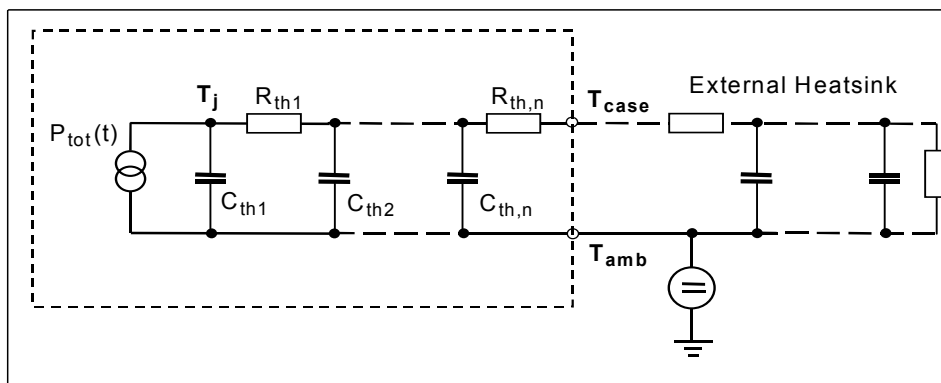 External Heatsink
T_j
R_th1
R_th,n
T_case
P_tot(t)
C_th1
C_th2
C_th,n
T_amb